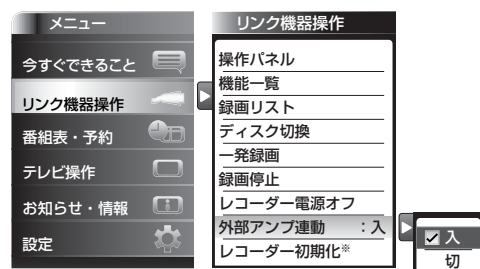 メニュー
今すぐできること
リンク機器操作
番組表・予約
テレビ操作
お知らせ・情報
設定
リンク機器操作
操作パネル
機能一覧
録画リスト
ディスク切換
一発録画
録画停止
レコーダー電源オフ
外部アンプ連動 ：入
レコーダー初期化※
入
切